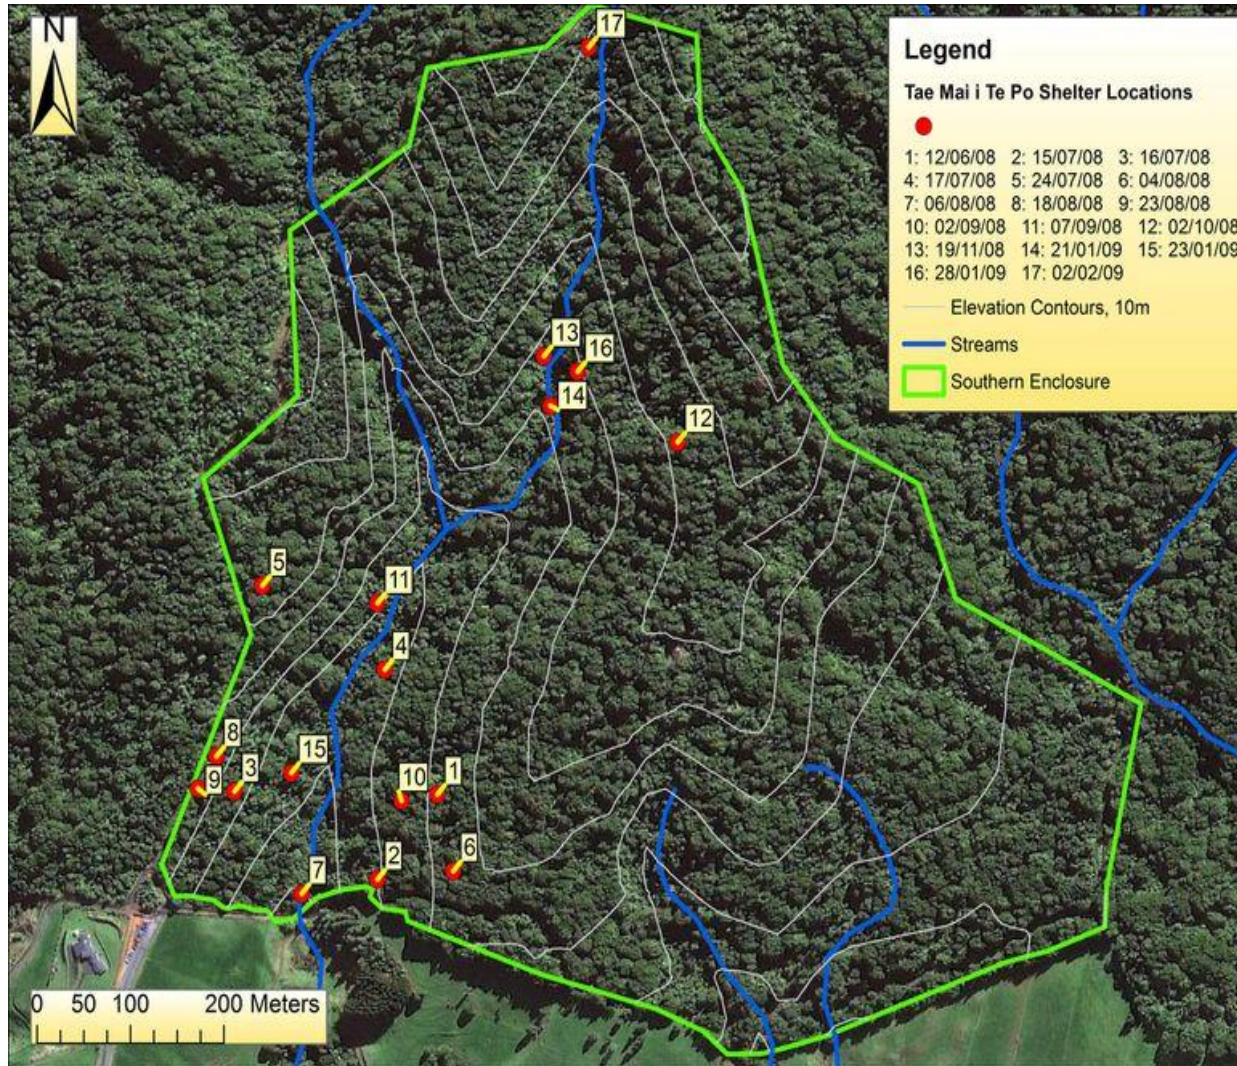 N
17
Legend
Tae Mai i Te Po Shelter Locations
1: 12/06/08 2: 15/07/08 3: 16/07/08
4: 17/07/08 5: 24/07/08 6: 04/08/08
7: 06/08/08 8: 18/08/08 9: 23/08/08
10: 02/09/08 11: 07/09/08 12: 02/10/08
13: 19/11/08 14: 21/01/09 15: 23/01/09
16: 28/01/09 17: 02/02/09
Elevation Contours, 10m
Streams
Southern Enclosure
13
16
14
12
5
11
4
8
15
9
3
10
1
6
2
7
0 50 100 200 Meters